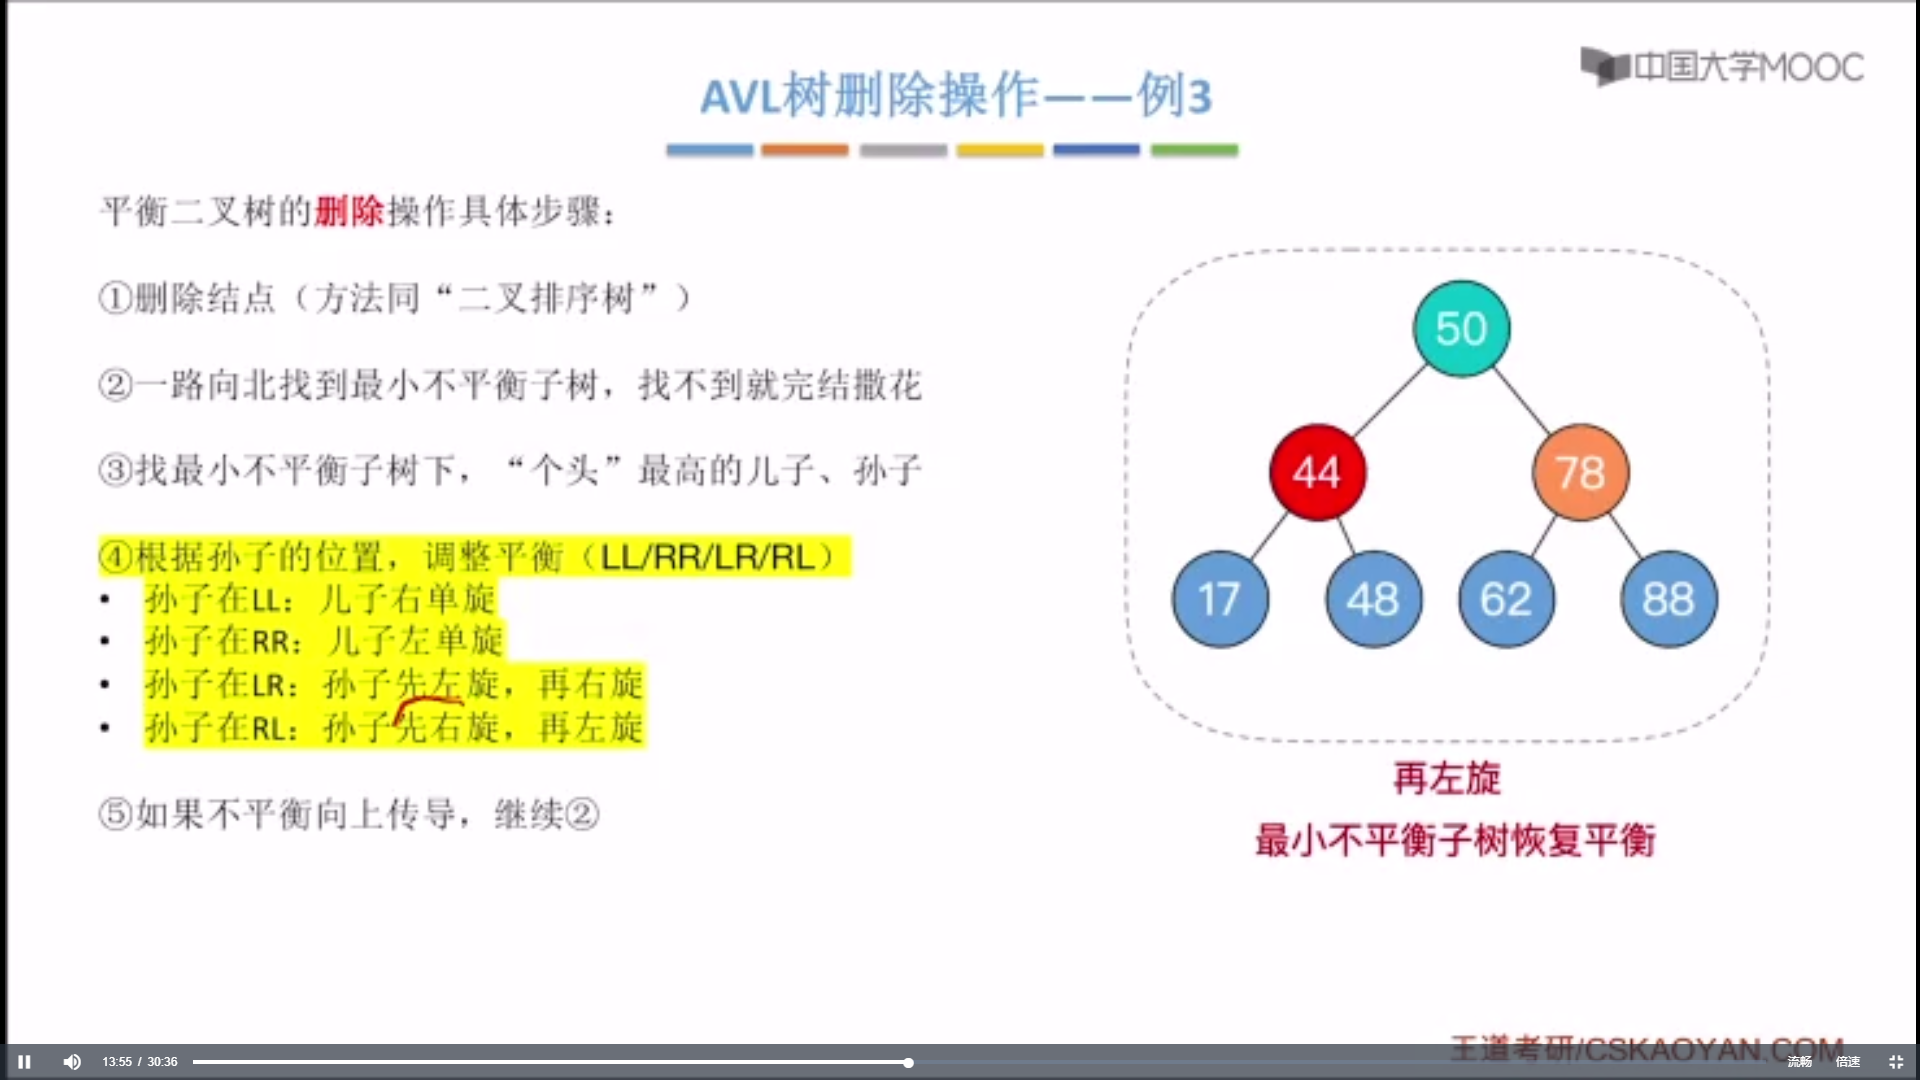 中国大学MOOC
AVL树删除操作——例3
平衡二叉树的删除操作具体步骤：
①删除结点（方法同“二叉排序树”）
②一路向北找到最小不平衡子树，找不到就完结撒花
③找最小不平衡子树下，“个头”最高的儿子、孙子
④根据孙子的位置，调整平衡（LL/RR/LR/RL）
• 孙子在LL：儿子右单旋
• 孙子在RR：儿子左单旋
• 孙子在LR：孙子先左旋，再右旋
• 孙子在RL：孙子先右旋，再左旋
⑤如果不平衡向上传导，继续②
50
44 78
17 48 62 88
再左旋
最小不平衡子树恢复平衡
王道考研/CSKAOYAN.COM
13:55 / 30:36 流畅 倍速